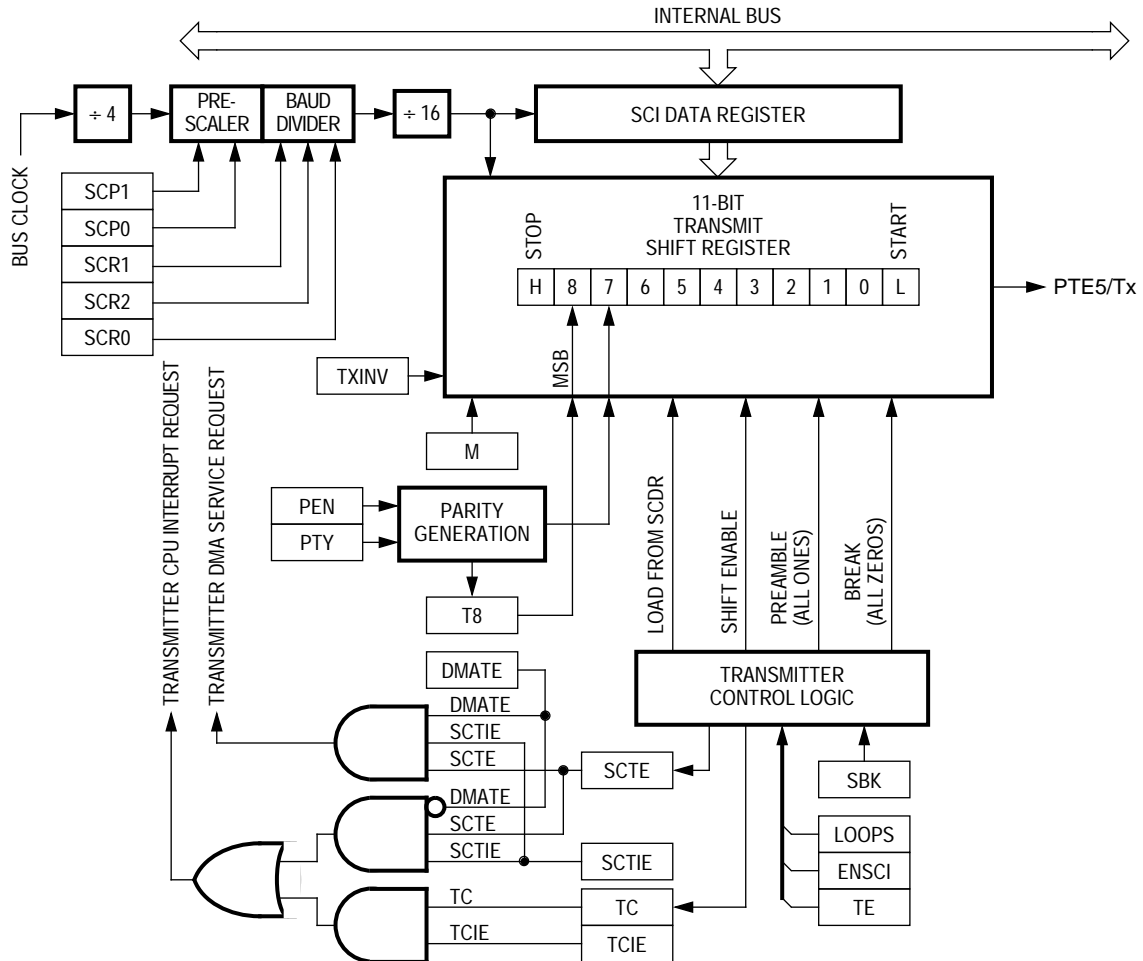 INTERNAL BUS
÷ 4
PRE-
SCALER
BAUD
DIVIDER
÷ 16
SCI DATA REGISTER
BUS CLOCK
SCP1
SCP0
SCR1
SCR2
SCR0
11-BIT
TRANSMIT
SHIFT REGISTER
STOP
START
H 8 7 6 5 4 3 2 1 0 L
PTE5/Tx
TXINV
MSB
M
PEN
PTY
PARITY
GENERATION
T8
TRANSMITTER CPU INTERRUPT REQUEST
TRANSMITTER DMA SERVICE REQUEST
LOAD FROM SCDR
SHIFT ENABLE
PREAMBLE
(ALL ONES)
BREAK
(ALL ZEROS)
TRANSMITTER
CONTROL LOGIC
DMATE
DMATE
SCTIE
SCTE
SCTE
DMATE
SCTE
SCTIE
SCTIE
TC
TC
TCIE
TCIE
SBK
LOOPS
ENSCI
TE